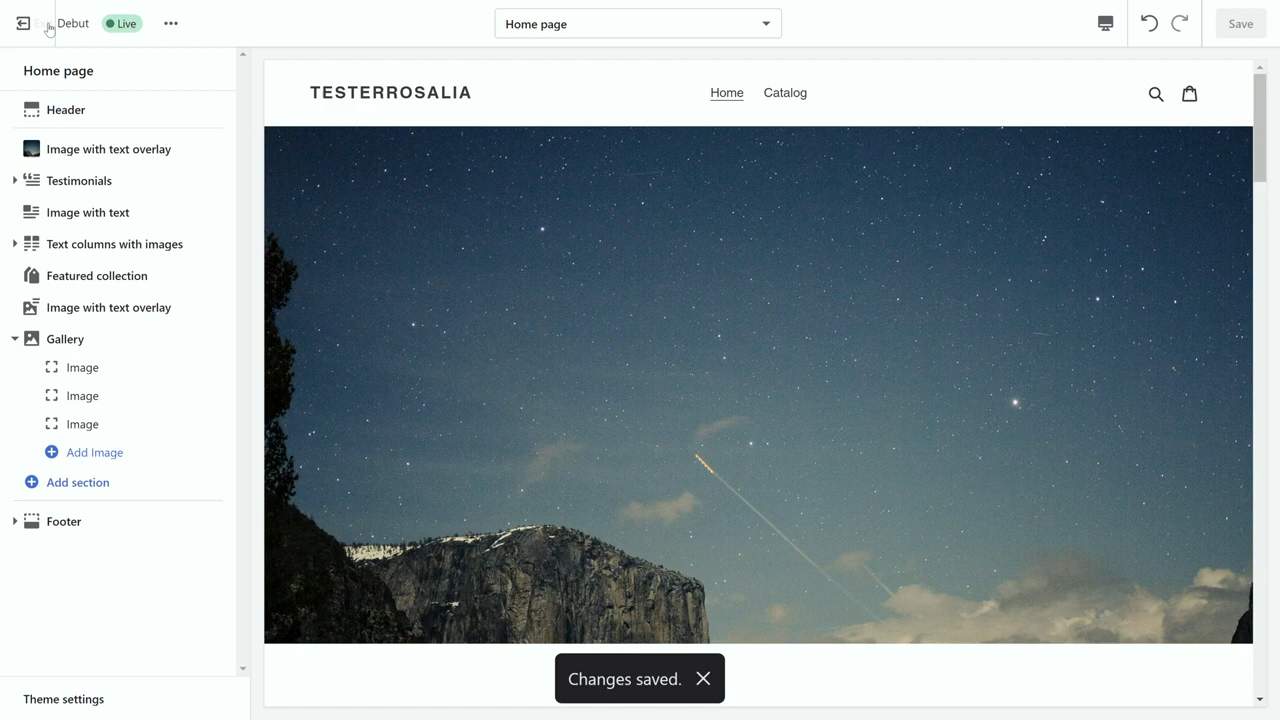 Debut
Live
Home page
Save
Home page
Header
Image with text overlay
Testimonials
Image with text
Text columns with images
Featured collection
Image with text overlay
Gallery
Image
Image
Image
Add Image
Add section
Footer
Theme settings
TESTERROSALIA
Home
Catalog
Changes saved.